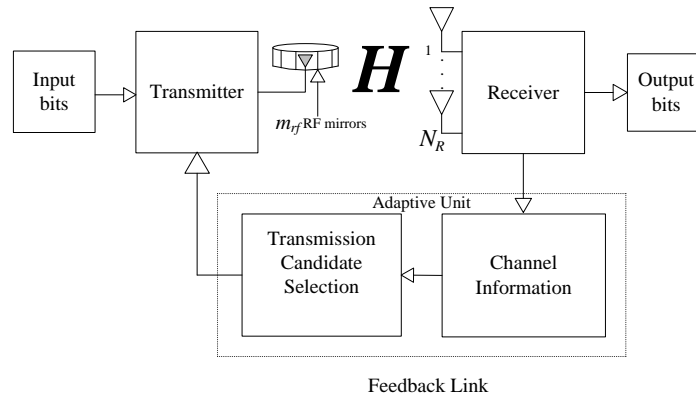 Input
bits
Transmitter
m_rf RF mirrors
H
1
N_R
Receiver
Output
bits
Adaptive Unit
Transmission
Candidate
Selection
Channel
Information
Feedback Link